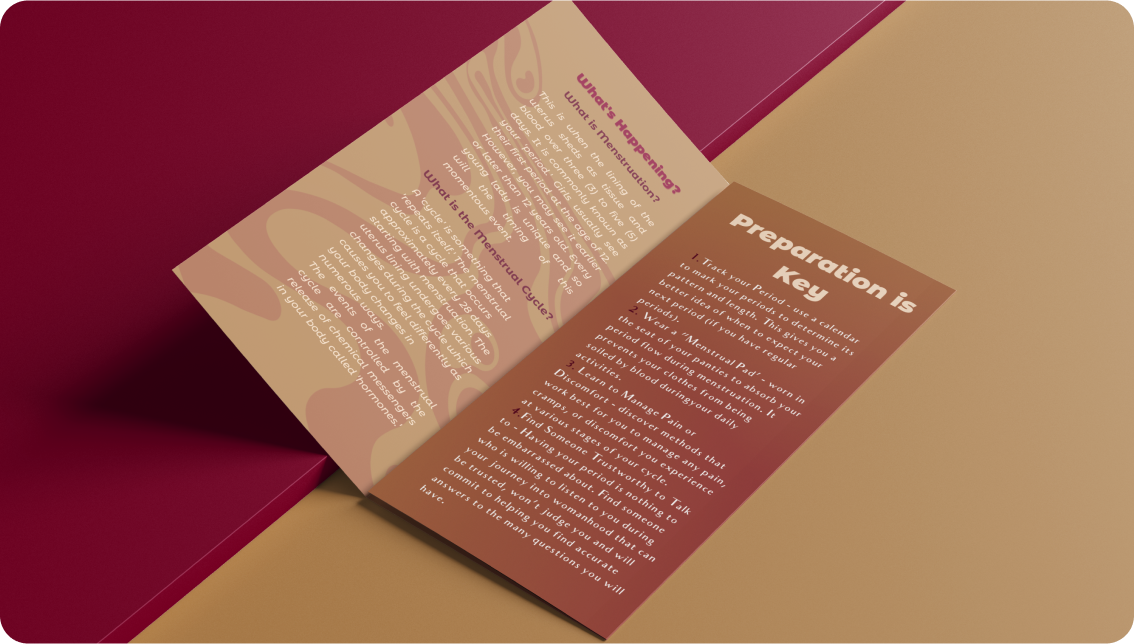 What's Happening?
What is Menstruation?
This is when the lining of the
uterus sheds as tissue and
blood over three (3) to five (5)
days. It is commonly known as
your 'period.' Girls usually see
their first period at the age of 12.
However, you may see it earlier
or later than 12 years old. Every
young lady is unique and so
will the timing of this
momentous event.
What is the Menstrual Cycle?
A 'cycle' is something that
'repeats itself.' The menstrual
cycle is a cycle that occurs
approximately every 28 days
starting with menstruation. The
uterus lining undergoes various
changes during the cycle which
causes you to feel differently as
your body changes in
numerous ways.
The events of the menstrual
cycle are controlled by the
release of chemical messengers
in your body called 'hormones.'
Preparation is
Key
1. Track your Period - use a calendar
to mark your periods to determine its
pattern and length. This gives you a
better idea of when to expect your
next period (if you have regular
periods).
2. Wear a 'Menstrual Pad' - worn in
the seat of your panties to absorb your
period flow during menstruation. IT
prevents your clothes from being
soiled by blood duringyour daily
activities.
3. Learn to Manage Pain or
Discomfort - discover methods that
work best for you to manage any pain,
cramps, or discomfort you experience
at various stages of your cycle.
4. Find Someone Trustworthy to Talk
to - Having your period is nothing to
be embarrassed about. Find someone
who is willing to listen to you during
your journey into womanhood that can
be trusted, won't judge you and will
commit to helping you find accurate
answers to the many questions you will
have.